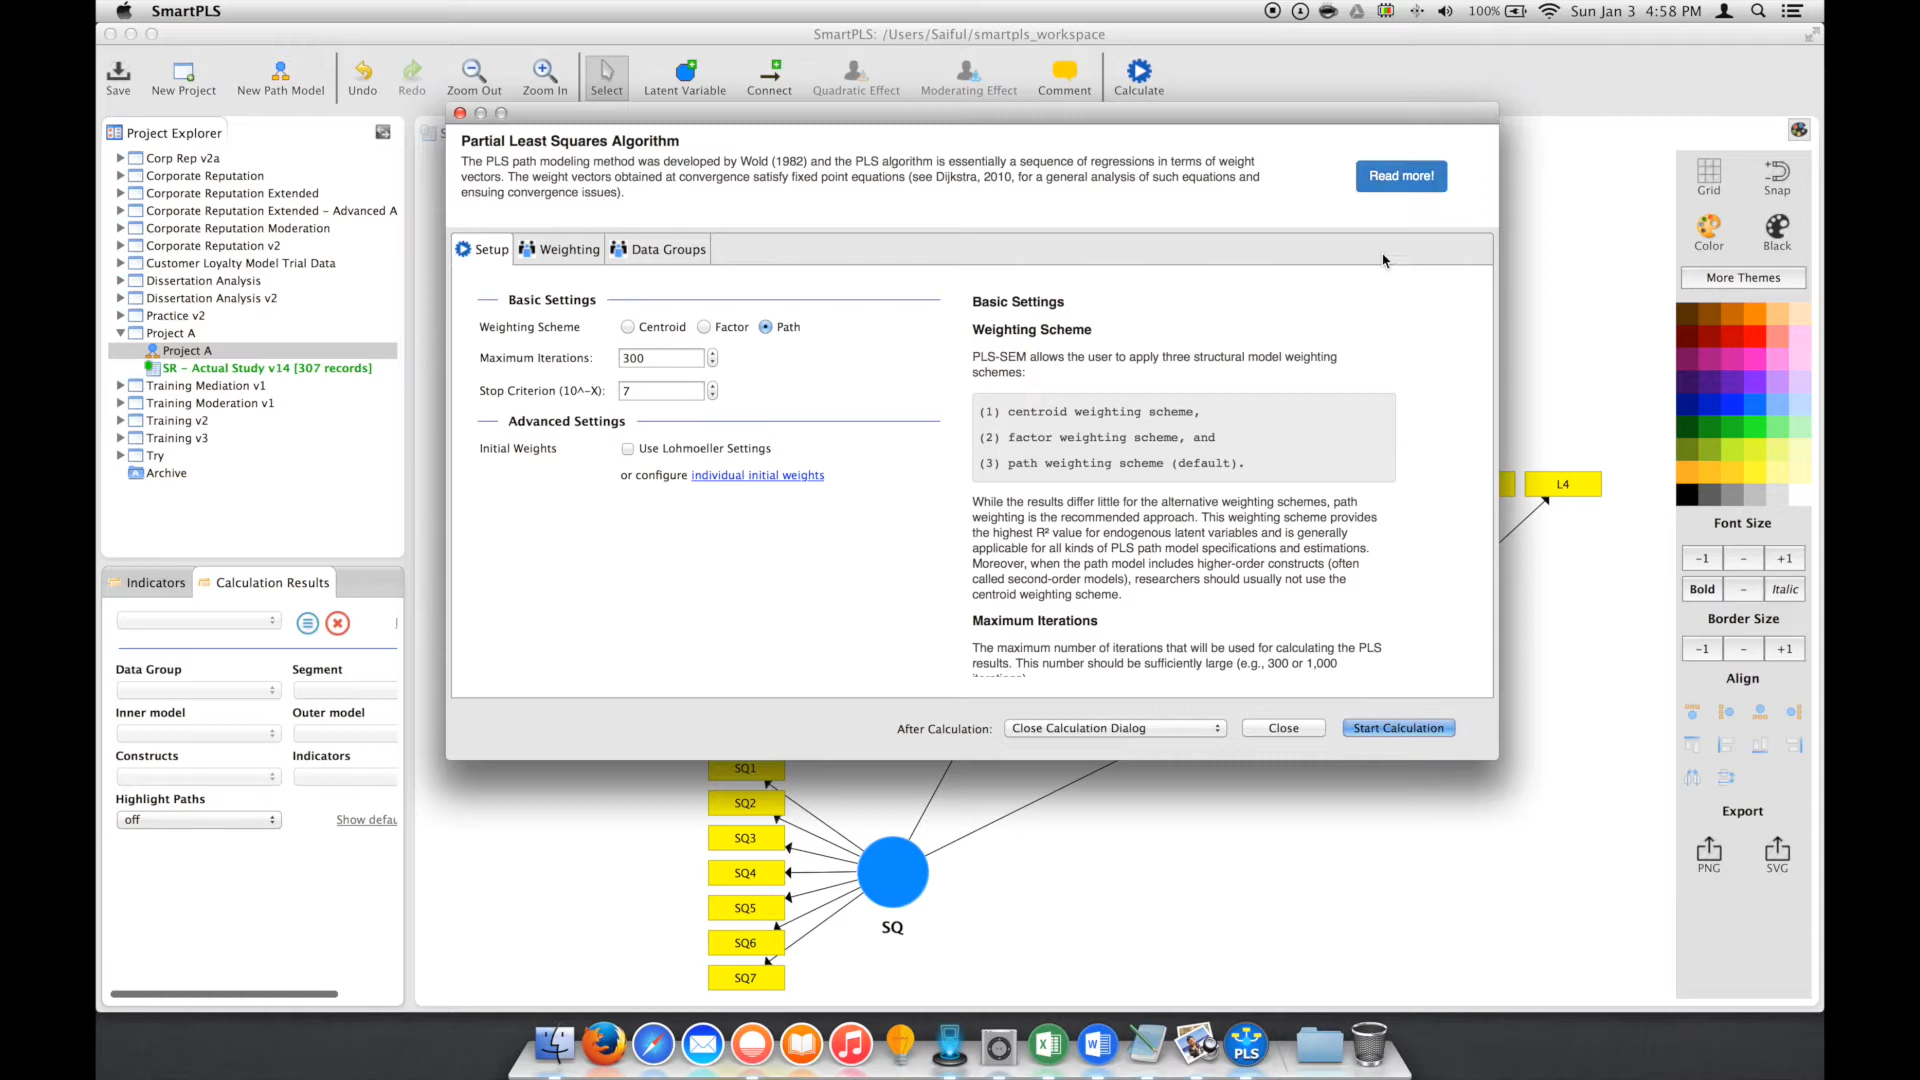 SmartPLS
100%
Sun Jan 3 4:58 PM
SmartPLS: /Users/Saiful/smartpls_workspace
Save
New Project
New Path Model
Undo
Redo
Zoom Out
Zoom In
Select
Latent Variable
Connect
Quadratic Effect
Moderating Effect
Comment
Calculate
Project Explorer
Corp Rep v2a
Corporate Reputation
Corporate Reputation Extended
Corporate Reputation Extended – Advanced A
Corporate Reputation Moderation
Corporate Reputation v2
Customer Loyalty Model Trial Data
Dissertation Analysis
Dissertation Analysis v2
Practice v2
Project A
Project A
SR – Actual Study v14 [307 records]
Training Mediation v1
Training Moderation v1
Training v2
Training v3
Try
Archive
Indicators
Calculation Results
Data Group
Segment
Inner model
Outer model
Constructs
Indicators
Highlight Paths
off
Show defau
Partial Least Squares Algorithm
The PLS path modeling method was developed by Wold (1982) and the PLS algorithm is essentially a sequence of regressions in terms of weight
vectors. The weight vectors obtained at convergence satisfy fixed point equations (see Dijkstra, 2010, for a general analysis of such equations and
ensuing convergence issues).
Read more!
Setup
Weighting
Data Groups
Basic Settings
Weighting Scheme
Centroid
Factor
Path
Maximum Iterations:
300
Stop Criterion (10^-X):
7
Advanced Settings
Initial Weights
Use Lohmoeller Settings
or configure individual initial weights
Basic Settings
Weighting Scheme
PLS-SEM allows the user to apply three structural model weighting
schemes:
(1) centroid weighting scheme,
(2) factor weighting scheme, and
(3) path weighting scheme (default).
While the results differ little for the alternative weighting schemes, path
weighting is the recommended approach. This weighting scheme provides
the highest R² value for endogenous latent variables and is generally
applicable for all kinds of PLS path model specifications and estimations.
Moreover, when the path model includes higher-order constructs (often
called second-order models), researchers should usually not use the
centroid weighting scheme.
Maximum Iterations
The maximum number of iterations that will be used for calculating the PLS
results. This number should be sufficiently large (e.g., 300 or 1,000
iterations)
After Calculation:
Close Calculation Dialog
Close
Start Calculation
L4
SQ1
SQ2
SQ3
SQ4
SQ5
SQ6
SQ7
SQ
Grid
Snap
Color
Black
More Themes
Font Size
-1
-
+1
Bold
-
Italic
Border Size
-1
-
+1
Align
Export
PNG
SVG
PLS